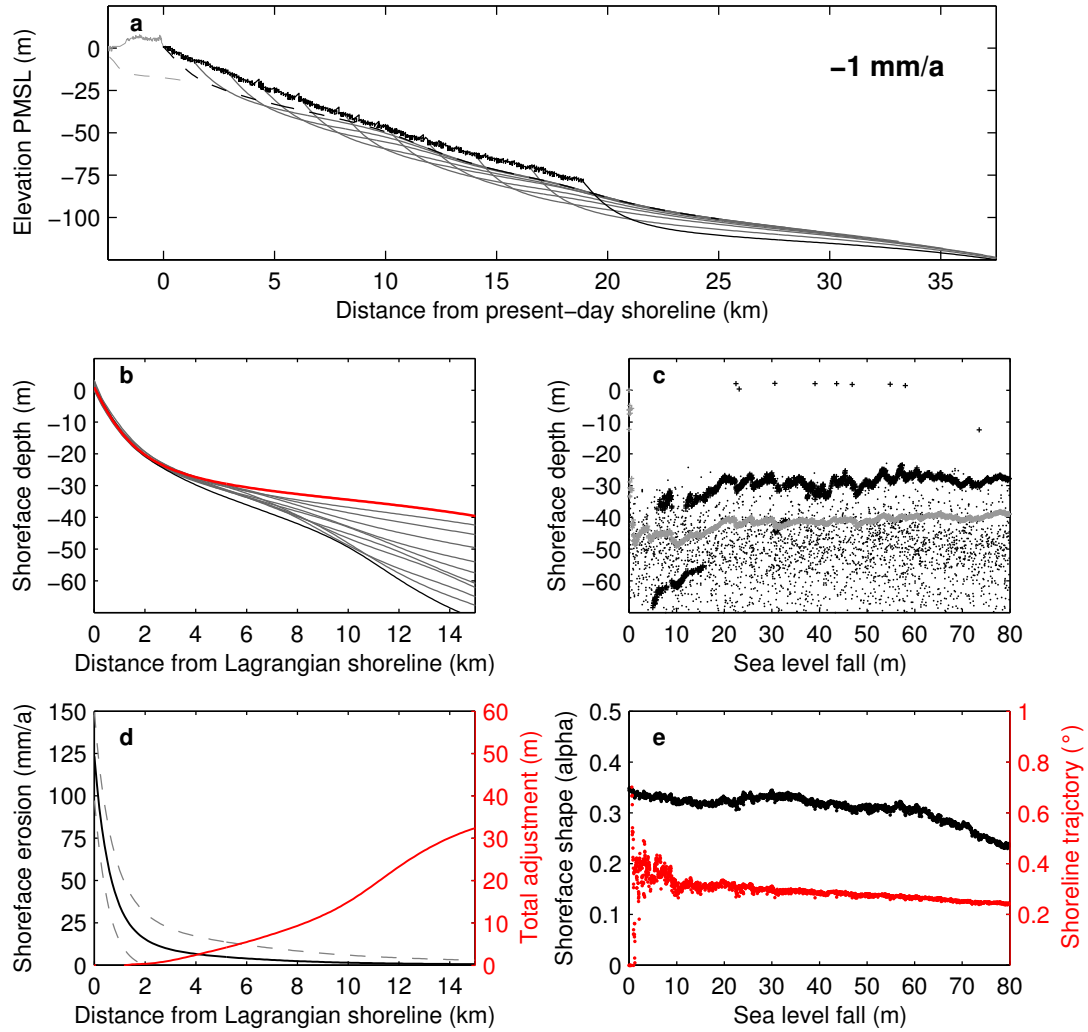 a
−1 mm/a
Elevation PMSL (m)
0
−25
−50
−75
−100
0 5 10 15 20 25 30 35
Distance from present−day shoreline (km)
b
Shoreface depth (m)
0
−10
−20
−30
−40
−50
−60
0 2 4 6 8 10 12 14
Distance from Lagrangian shoreline (km)
c
Shoreface depth (m)
0
−10
−20
−30
−40
−50
−60
0 10 20 30 40 50 60 70 80
Sea level fall (m)
d
Shoreface erosion (mm/a)
150
125
100
75
50
25
0
0 2 4 6 8 10 12 14
Distance from Lagrangian shoreline (km)
60
50
40
30
20
10
0
Total adjustment (m)
e
Shoreface shape (alpha)
0.5
0.4
0.3
0.2
0.1
0
0 10 20 30 40 50 60 70 80
Sea level fall (m)
1
0.8
0.6
0.4
0.2
Shoreline trajctory (°)